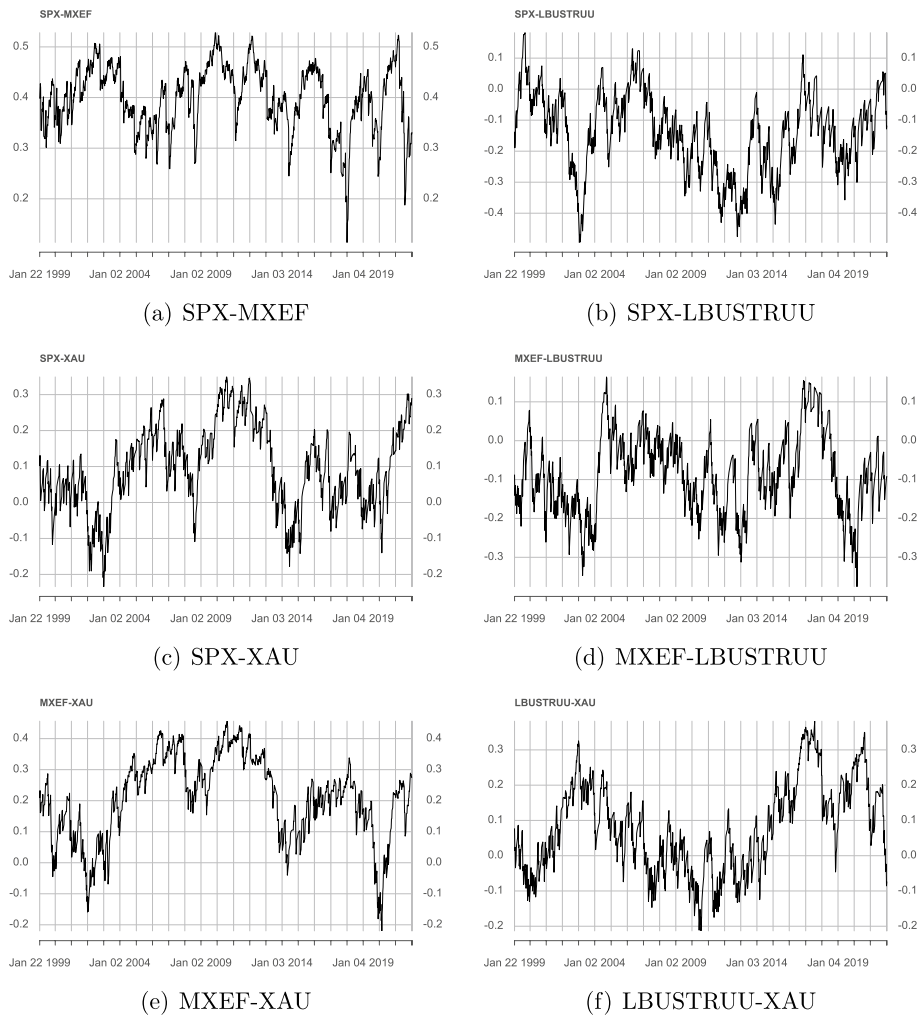 SPX-MXEF
0.5 0.5
0.4 0.4
0.3 0.3
0.2 0.2
Jan 22 1999 Jan 02 2004 Jan 02 2009 Jan 03 2014 Jan 04 2019
(a) SPX-MXEF
SPX-LBUSTRUU
0.1 0.1
0.0 0.0
-0.1 -0.1
-0.2 -0.2
-0.3 -0.3
-0.4 -0.4
Jan 22 1999 Jan 02 2004 Jan 02 2009 Jan 03 2014 Jan 04 2019
(b) SPX-LBUSTRUU
SPX-XAU
0.3 0.3
0.2 0.2
0.1 0.1
0.0 0.0
-0.1 -0.1
-0.2 -0.2
Jan 22 1999 Jan 02 2004 Jan 02 2009 Jan 03 2014 Jan 04 2019
(c) SPX-XAU
MXEF-LBUSTRUU
0.1 0.1
0.0 0.0
-0.1 -0.1
-0.2 -0.2
-0.3 -0.3
Jan 22 1999 Jan 02 2004 Jan 02 2009 Jan 03 2014 Jan 04 2019
(d) MXEF-LBUSTRUU
MXEF-XAU
0.4 0.4
0.3 0.3
0.2 0.2
0.1 0.1
0.0 0.0
-0.1 -0.1
-0.2 -0.2
Jan 22 1999 Jan 02 2004 Jan 02 2009 Jan 03 2014 Jan 04 2019
(e) MXEF-XAU
LBUSTRUU-XAU
0.3 0.3
0.2 0.2
0.1 0.1
0.0 0.0
-0.1 -0.1
-0.2 -0.2
Jan 22 1999 Jan 02 2004 Jan 02 2009 Jan 03 2014 Jan 04 2019
(f) LBUSTRUU-XAU